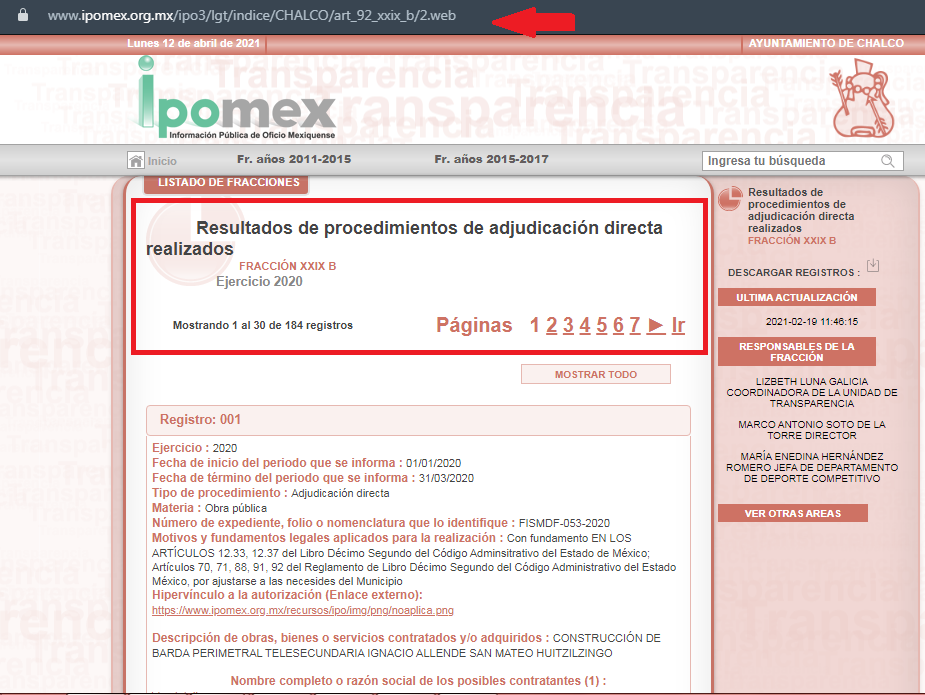 www.ipomex.org.mx/ipo3/lgt/indice/CHALCO/art_92_xxix_b/2.web
Lunes 12 de abril de 2021
AYUNTAMIENTO DE CHALCO
ipomex
Información Pública de Oficio Mexiquense
Inicio
Fr. años 2011-2015
Fr. años 2015-2017
Ingresa tu búsqueda
LISTADO DE FRACCIONES
Resultados de procedimientos de adjudicación directa
realizados
FRACCIÓN XXIX B
Ejercicio 2020
Mostrando 1 al 30 de 184 registros
Páginas 1 2 3 4 5 6 7 ► Ir
MOSTRAR TODO
Registro: 001
Ejercicio : 2020
Fecha de inicio del periodo que se informa : 01/01/2020
Fecha de término del periodo que se informa : 31/03/2020
Tipo de procedimiento : Adjudicación directa
Materia : Obra pública
Número de expediente, folio o nomenclatura que lo identifique : FISMDF-053-2020
Motivos y fundamentos legales aplicados para la realización : Con fundamento EN LOS
ARTÍCULOS 12.33, 12.37 del Libro Décimo Segundo del Código Adminsitrativo del Estado de México;
Artículos 70, 71, 88, 91, 92 del Reglamento de Libro Décimo Segundo del Código Administrativo del Estado
México, por ajustarse a las necesides del Municipio
Hipervínculo a la autorización (Enlace externo):
https://www.ipomex.org.mx/recursos/ipo/img/png/noaplica.png
Descripción de obras, bienes o servicios contratados y/o adquiridos : CONSTRUCCIÓN DE
BARDA PERIMETRAL TELESECUNDARIA IGNACIO ALLENDE SAN MATEO HUITZILZINGO
Nombre completo o razón social de los posibles contratantes (1) :
Resultados de
procedimientos de
adjudicación directa
realizados
FRACCIÓN XXIX B
DESCARGAR REGISTROS :
ULTIMA ACTUALIZACIÓN
2021-02-19 11:46:15
RESPONSABLES DE LA
FRACCIÓN
LIZBETH LUNA GALICIA
COORDINADORA DE LA UNIDAD DE
TRANSPARENCIA
MARCO ANTONIO SOTO DE LA
TORRE DIRECTOR
MARÍA ENEDINA HERNÁNDEZ
ROMERO JEFA DE DEPARTAMENTO
DE DEPORTE COMPETITIVO
VER OTRAS AREAS